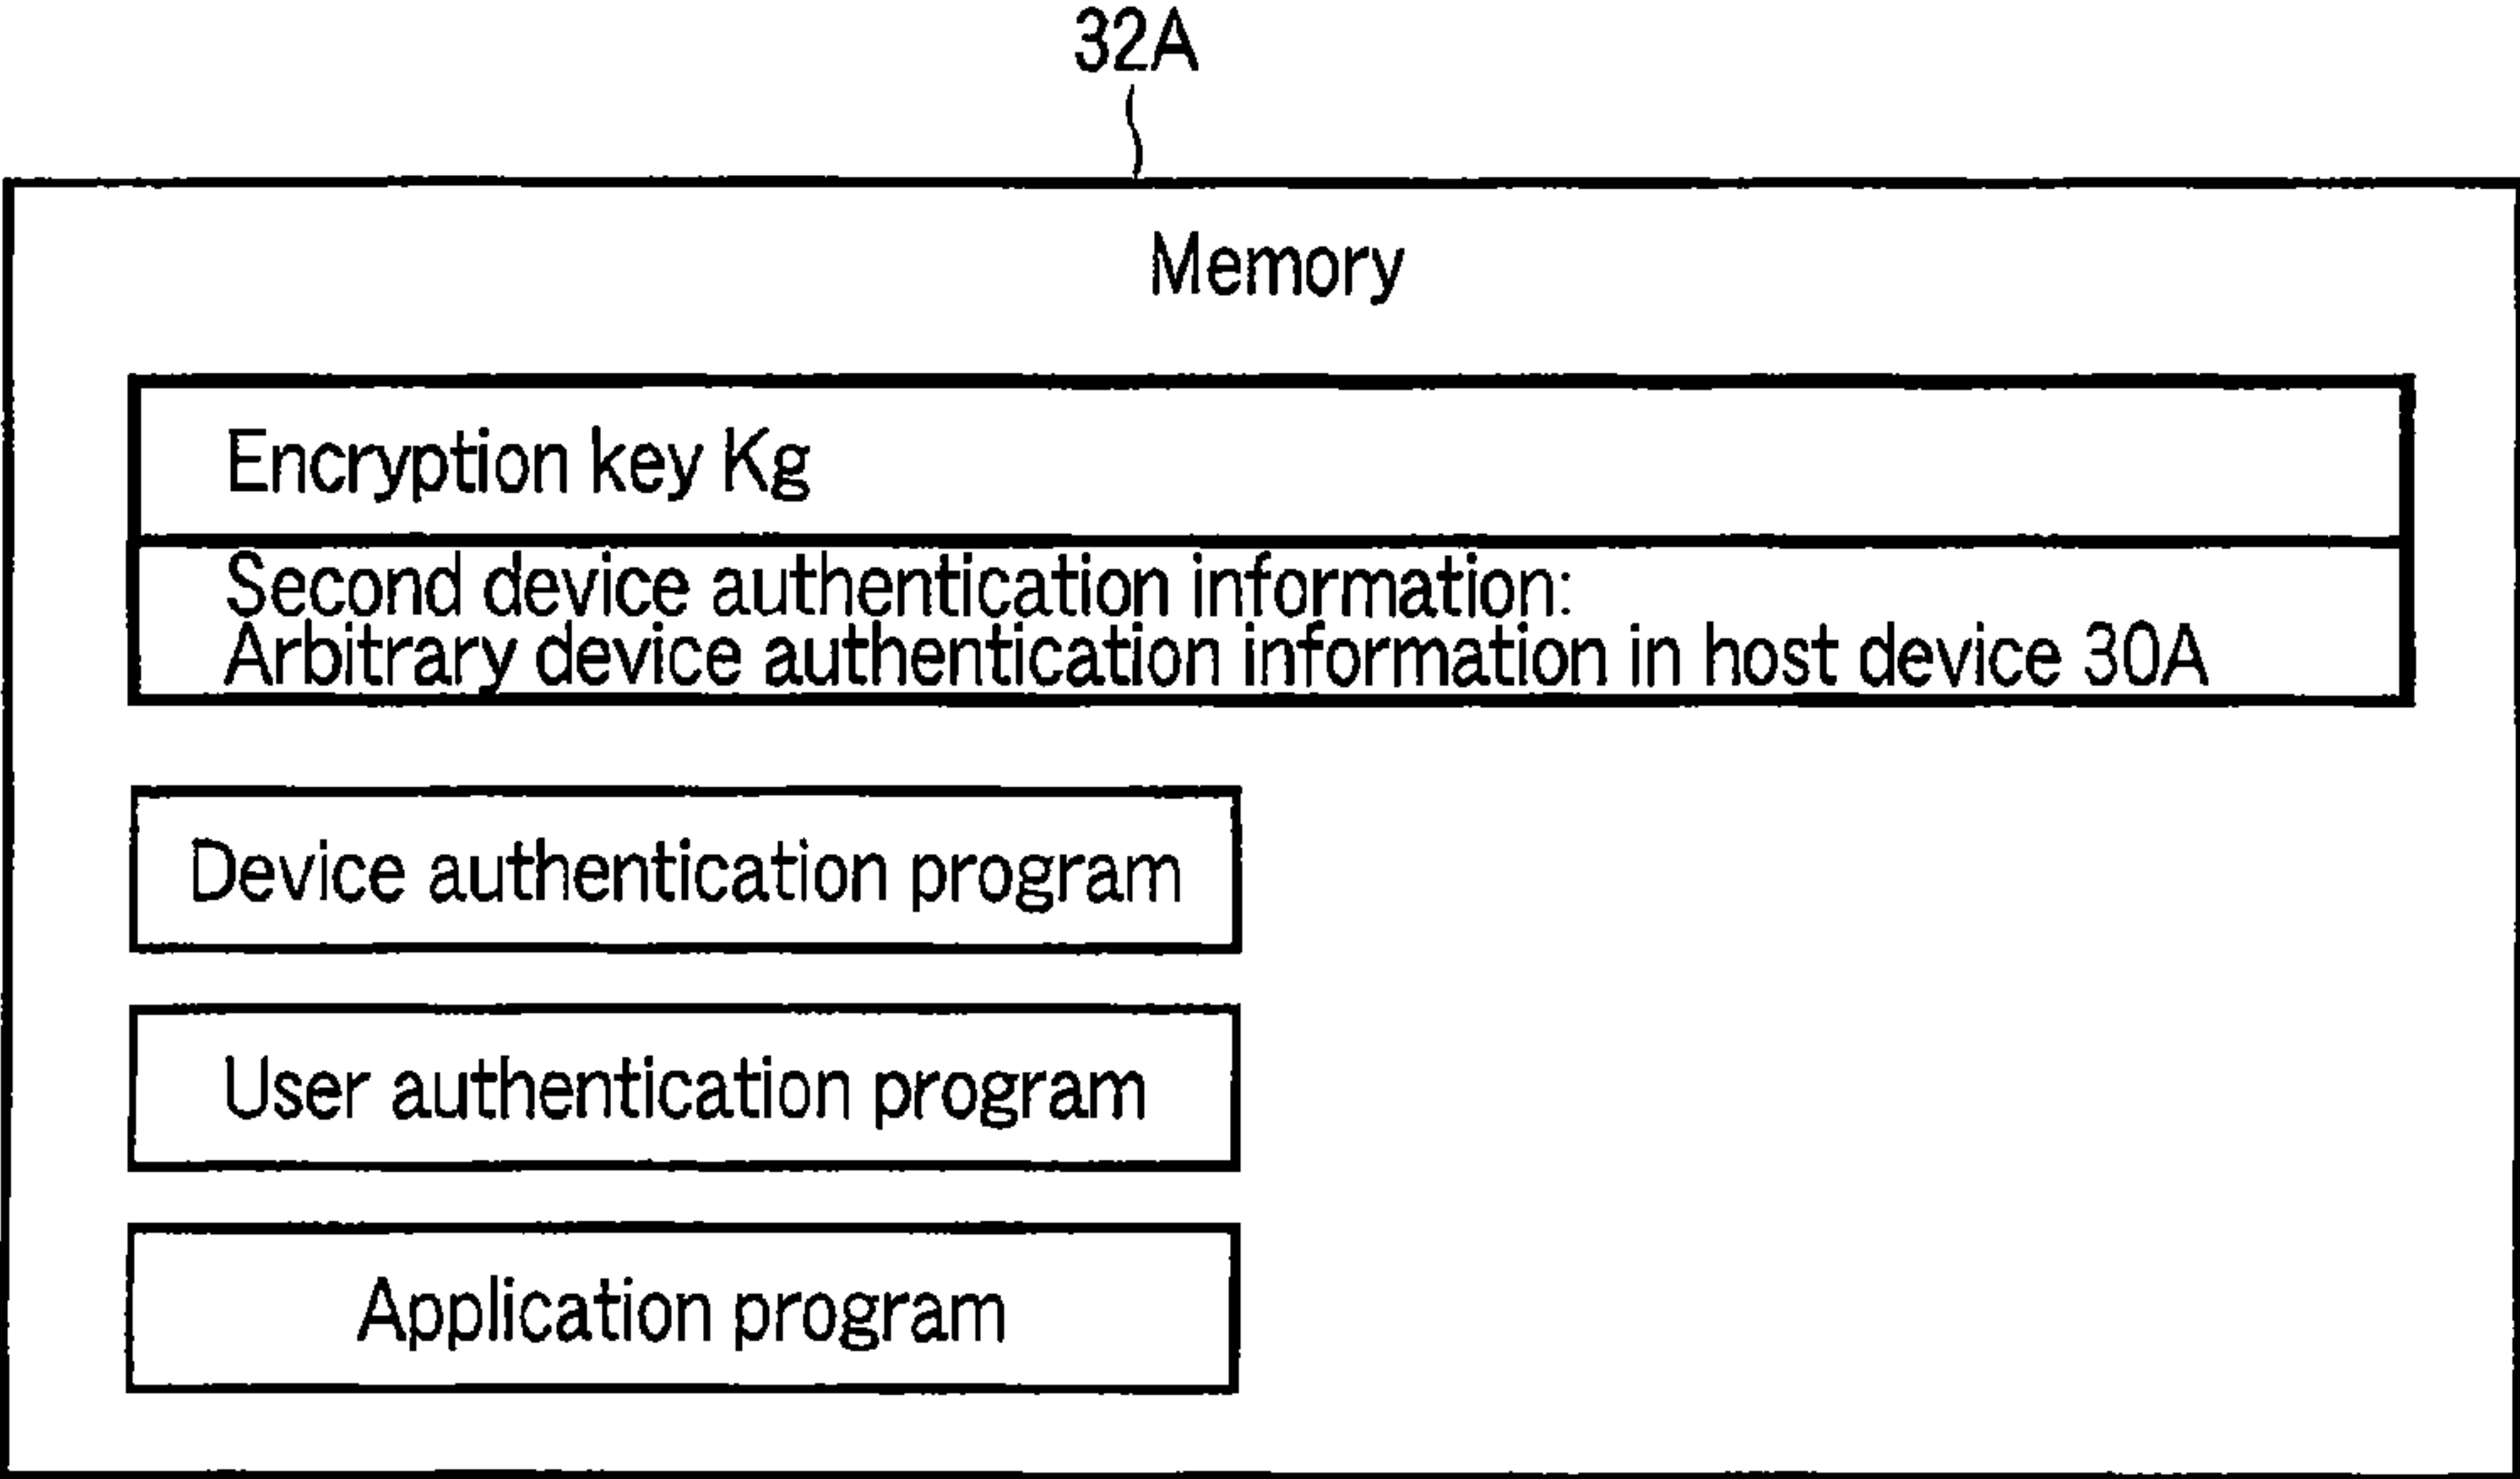 32A
Memory
Encryption key Kg
Second device authentication information:
Arbitrary device authentication information in host device 30A
Device authentication program
User authentication program
Application program